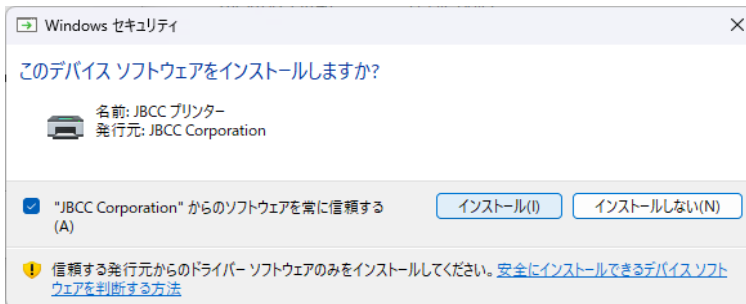 Windows セキュリティ
このデバイス ソフトウェアをインストールしますか?
名前: JBCC プリンター
発行元: JBCC Corporation
"JBCC Corporation" からのソフトウェアを常に信頼する
(A)
インストール(I)
インストールしない(N)
信頼する発行元からのドライバー ソフトウェアのみをインストールしてください。安全にインストールできるデバイス ソフト
ウェアを判断する方法